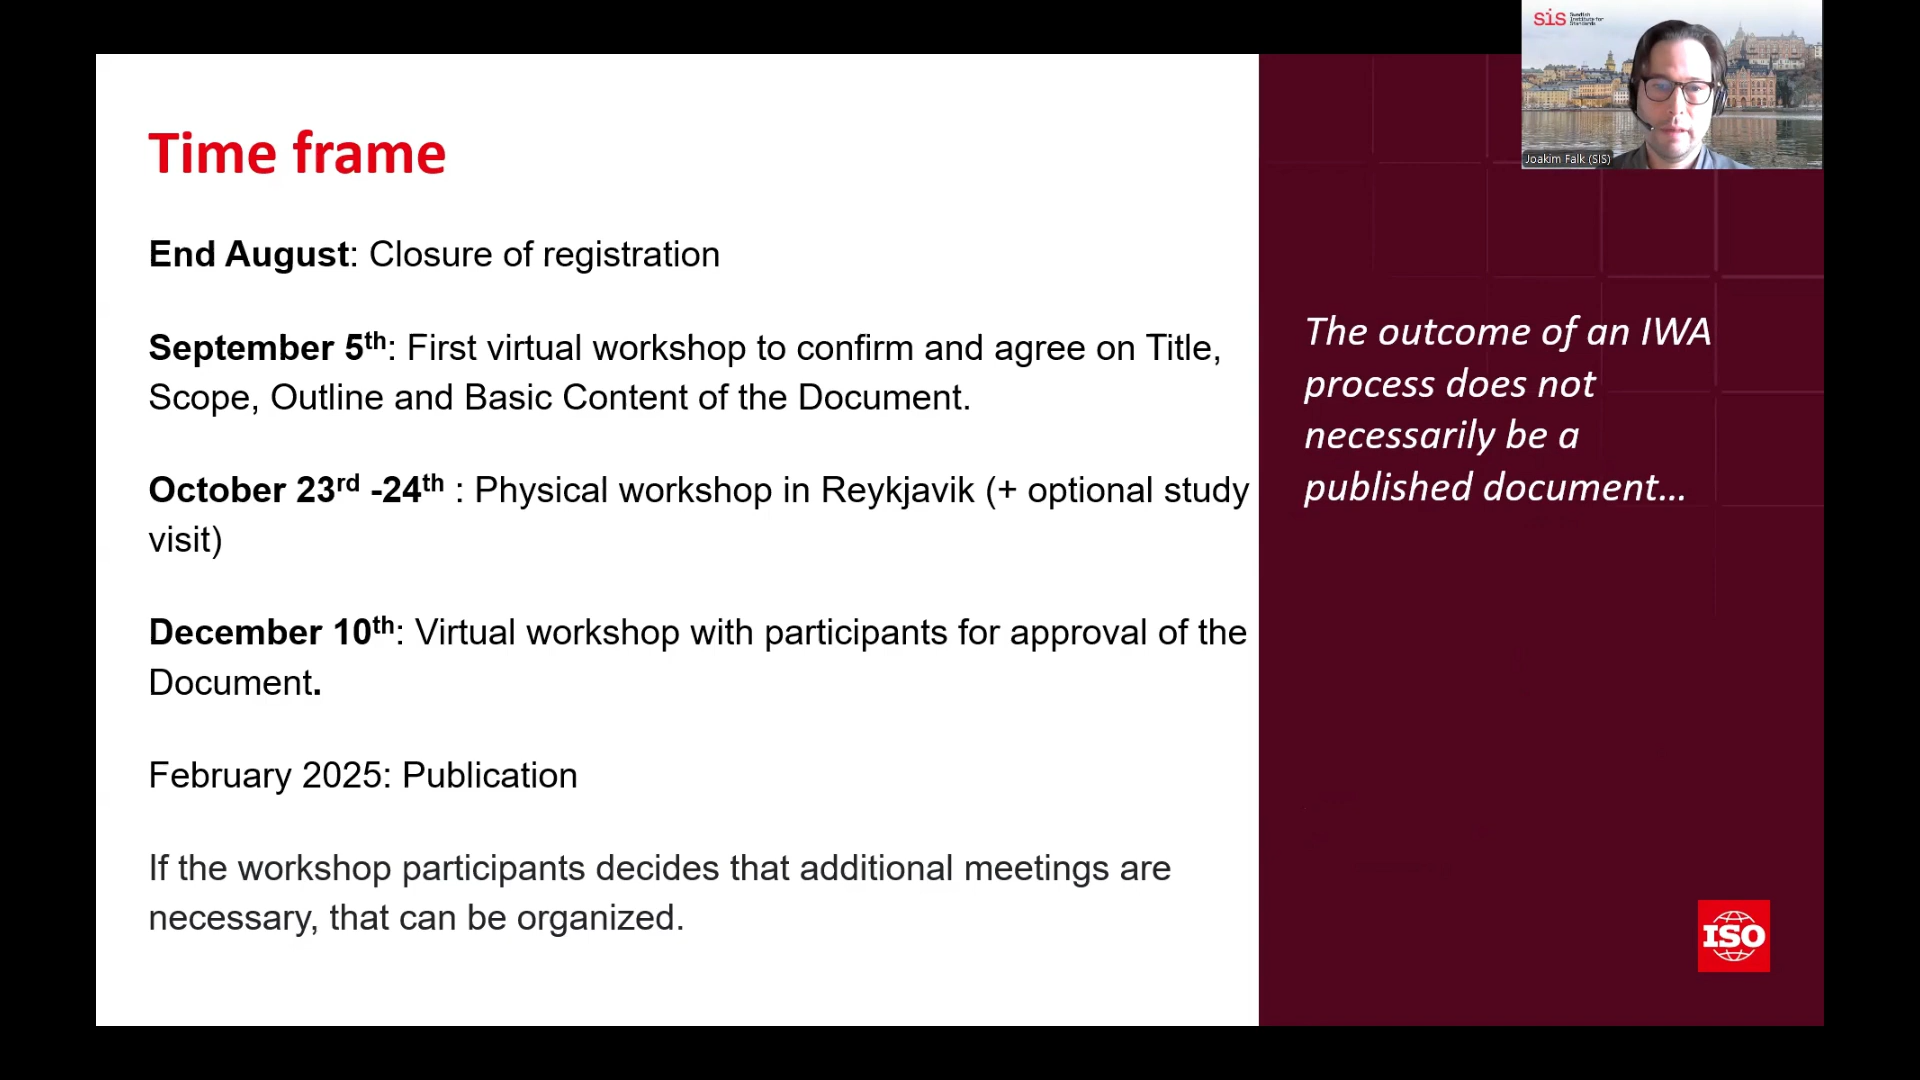 sis Swedish
Institute for
Standards
Joakim Falk (SIS)
Time frame
End August: Closure of registration
September 5th: First virtual workshop to confirm and agree on Title,
Scope, Outline and Basic Content of the Document.
October 23rd -24th : Physical workshop in Reykjavik (+ optional study
visit)
December 10th: Virtual workshop with participants for approval of the
Document.
February 2025: Publication
If the workshop participants decides that additional meetings are
necessary, that can be organized.
The outcome of an IWA
process does not
necessarily be a
published document...
ISO